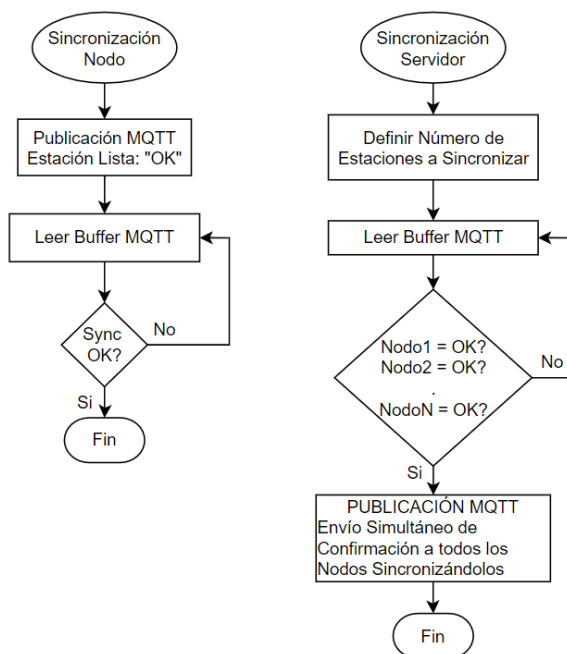 Sincronización
Nodo
Publicación MQTT
Estación Lista: "OK"
Leer Buffer MQTT
Sync
OK?
No
Si
Fin
Sincronización
Servidor
Definir Número de
Estaciones a Sincronizar
Leer Buffer MQTT
Nodo1 = OK?
Nodo2 = OK?
.
NodoN = OK?
No
Si
PUBLICACIÓN MQTT
Envío Simultáneo de
Confirmación a todos los
Nodos Sincronizándolos
Fin